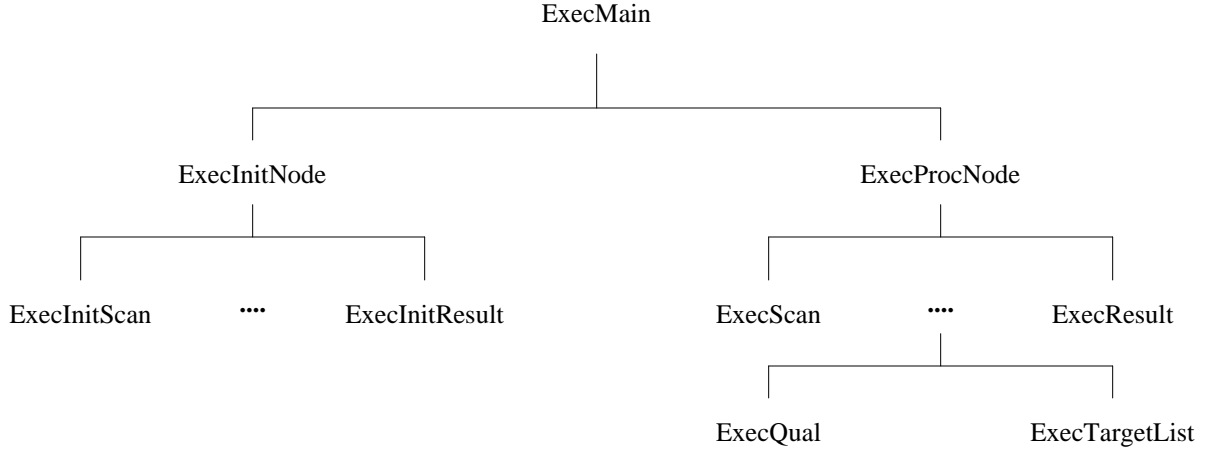 ExecMain
ExecInitNode ExecProcNode
ExecInitScan .... ExecInitResult ExecScan .... ExecResult
ExecQual ExecTargetList